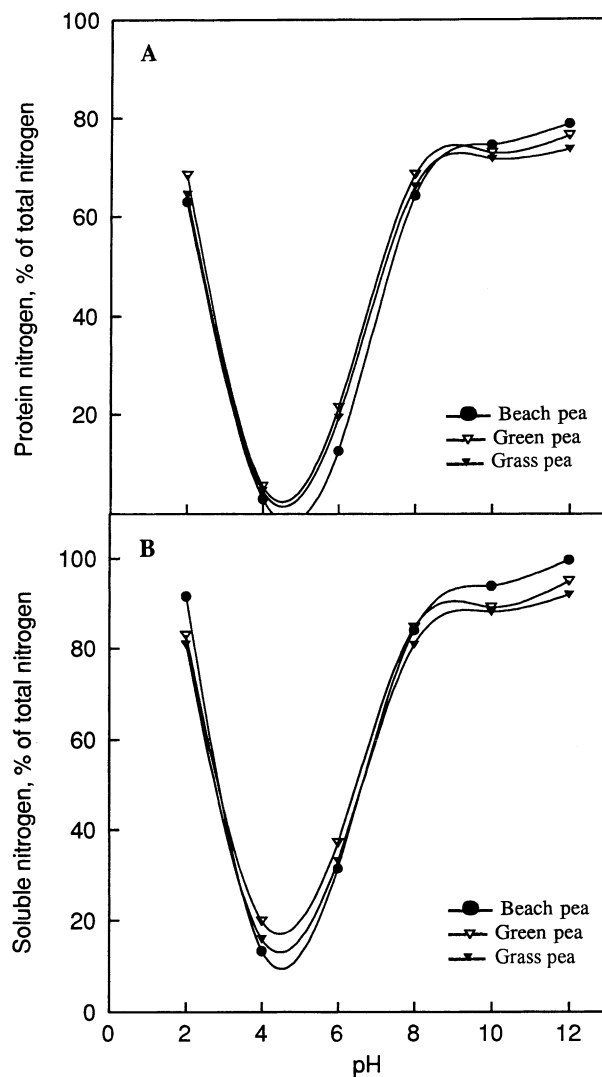 100
A
80
60
40
20
Protein nitrogen, % of total nitrogen
Beach pea
Green pea
Grass pea
B
100
80
60
40
20
0
Soluble nitrogen, % of total nitrogen
Beach pea
Green pea
Grass pea
0 2 4 6 8 10 12
pH